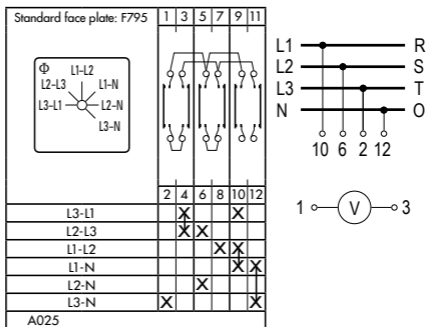 Standard face plate: F795
1 3 5 7 9 11
Φ
L1-L2
L2-L3 L1-N
L3-L1 L2-N
L3-N
2 4 6 8 10 12
L3-L1 X X
L2-L3 X X
L1-L2 X X
L1-N X X
L2-N X
L3-N X X
A025
L1 R
L2 S
L3 T
N O
10 6 2 12
1 V 3